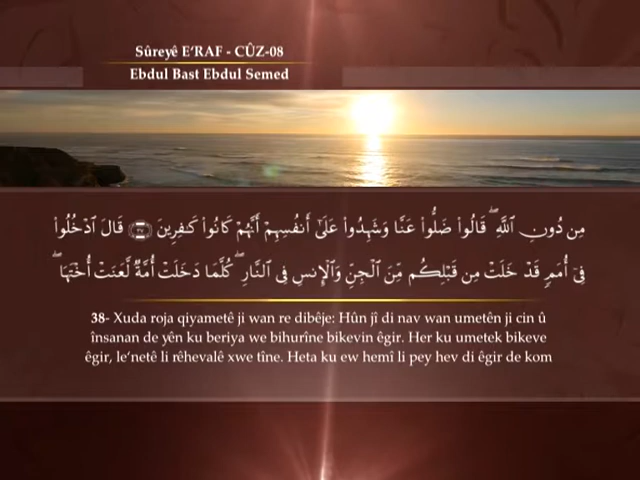 Sûreyê E‘RAF - CÛZ-08
Ebdul Bast Ebdul Semed
مِن دُونِ ٱللَّهِۖ قَالُوا۟ ضَلُّوا۟ عَنَّا وَشَهِدُوا۟ عَلَىٰٓ أَنفُسِهِمْ أَنَّهُمْ كَانُوا۟ كَـٰفِرِينَ ۝٣٧ قَالَ ٱدْخُلُوا۟
فِىٓ أُمَمٍ قَدْ خَلَتْ مِن قَبْلِكُم مِّنَ ٱلْجِنِّ وَٱلْإِنسِ فِى ٱلنَّارِۖ كُلَّمَا دَخَلَتْ أُمَّةٌ لَّعَنَتْ أُخْتَهَاۖ
38- Xuda roja qiyametê ji wan re dibêje: Hûn jî di nav wan umetên ji cin û
însanan de yên ku beriya we bihurîne bikevin êgir. Her ku umetek bikeve
êgir, le‘netê li rêhevalê xwe tîne. Heta ku ew hemî li pey hev di êgir de kom